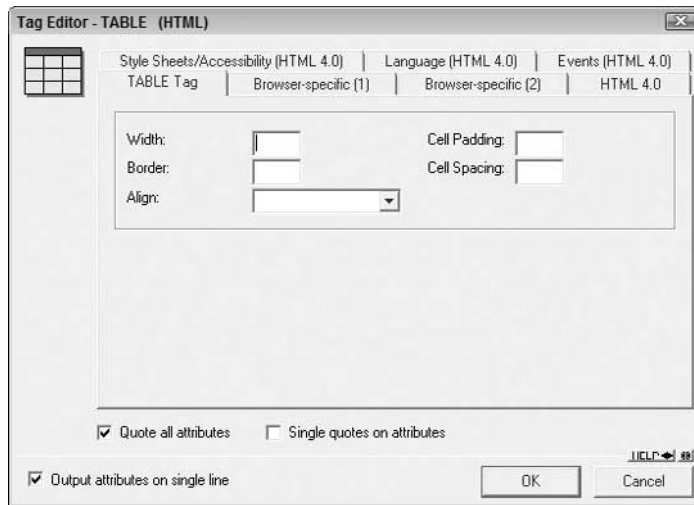 Tag Editor - TABLE (HTML)
Style Sheets/Accessibility (HTML 4.0) Language (HTML 4.0) Events (HTML 4.0)
TABLE Tag Browser-specific (1) Browser-specific (2) HTML 4.0
Width: Cell Padding:
Border: Cell Spacing:
Align:
Quote all attributes Single quotes on attributes
HELP
Output attributes on single line OK Cancel